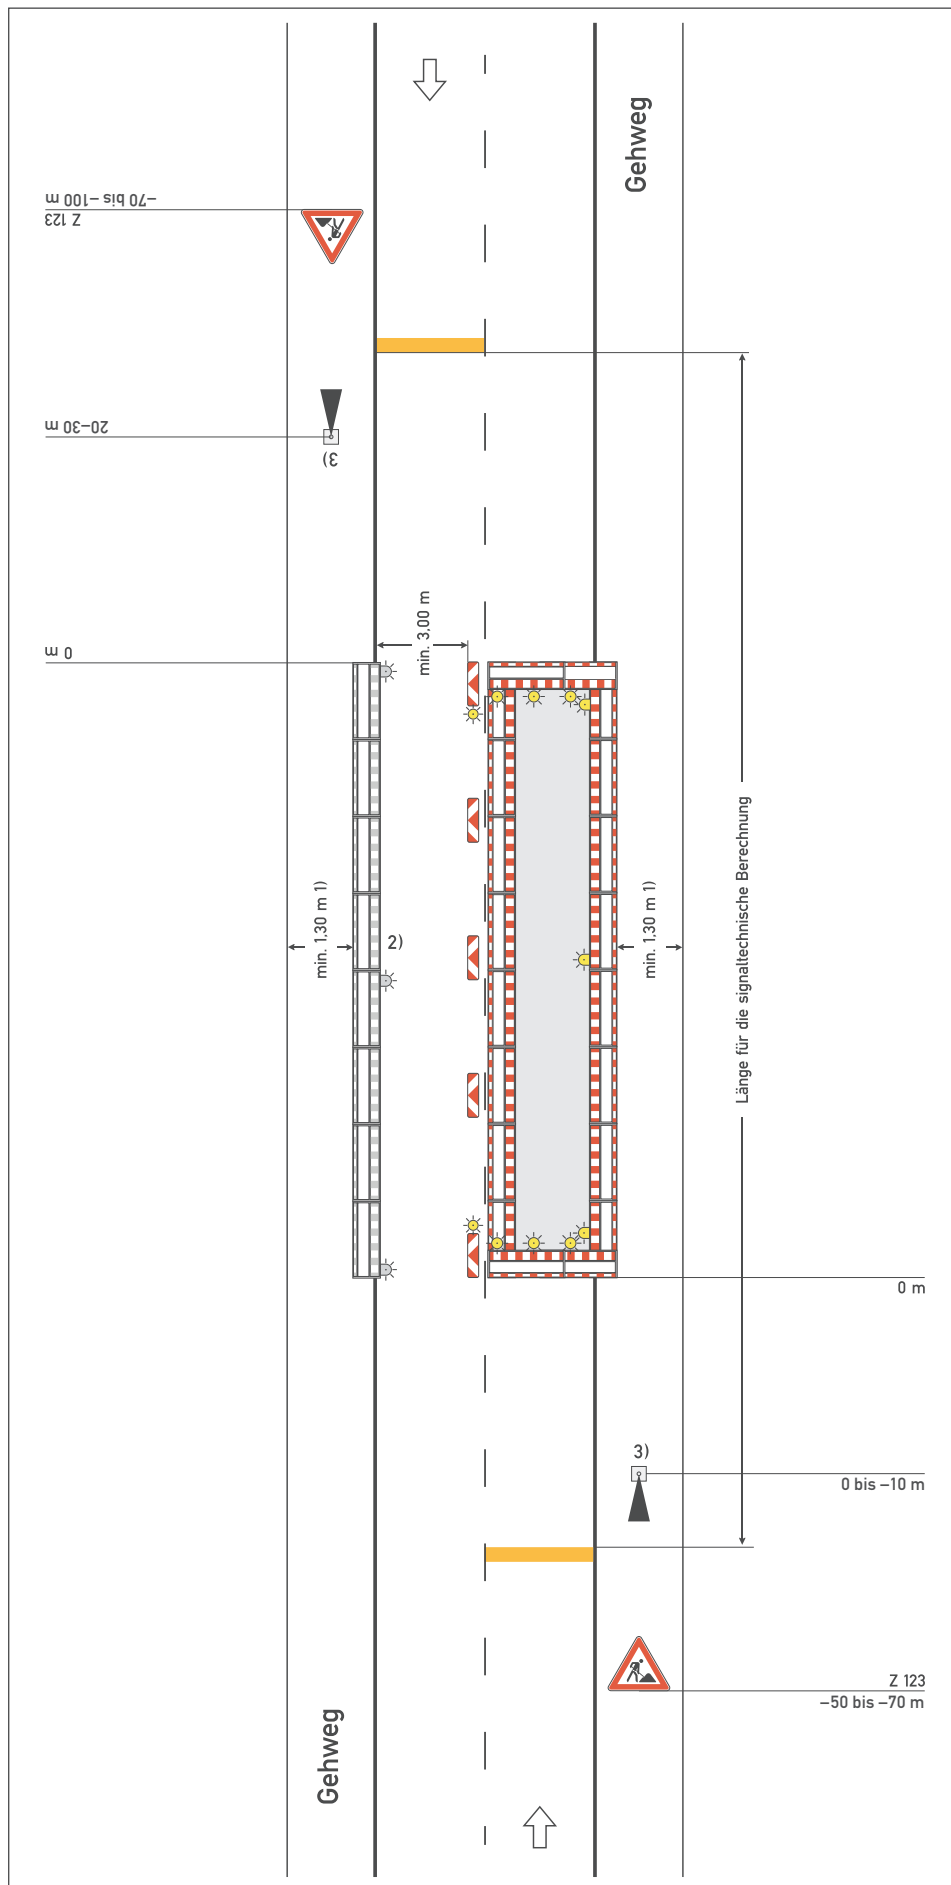 Gehweg
–70 bis –100 m
Z 123
20–30 m
3)
min. 3,00 m
0 m
Länge für die signaltechnische Berechnung
min. 1,30 m 1)
2)
min. 1,30 m 1)
0 m
3)
0 bis –10 m
Z 123
–50 bis –70 m
Gehweg